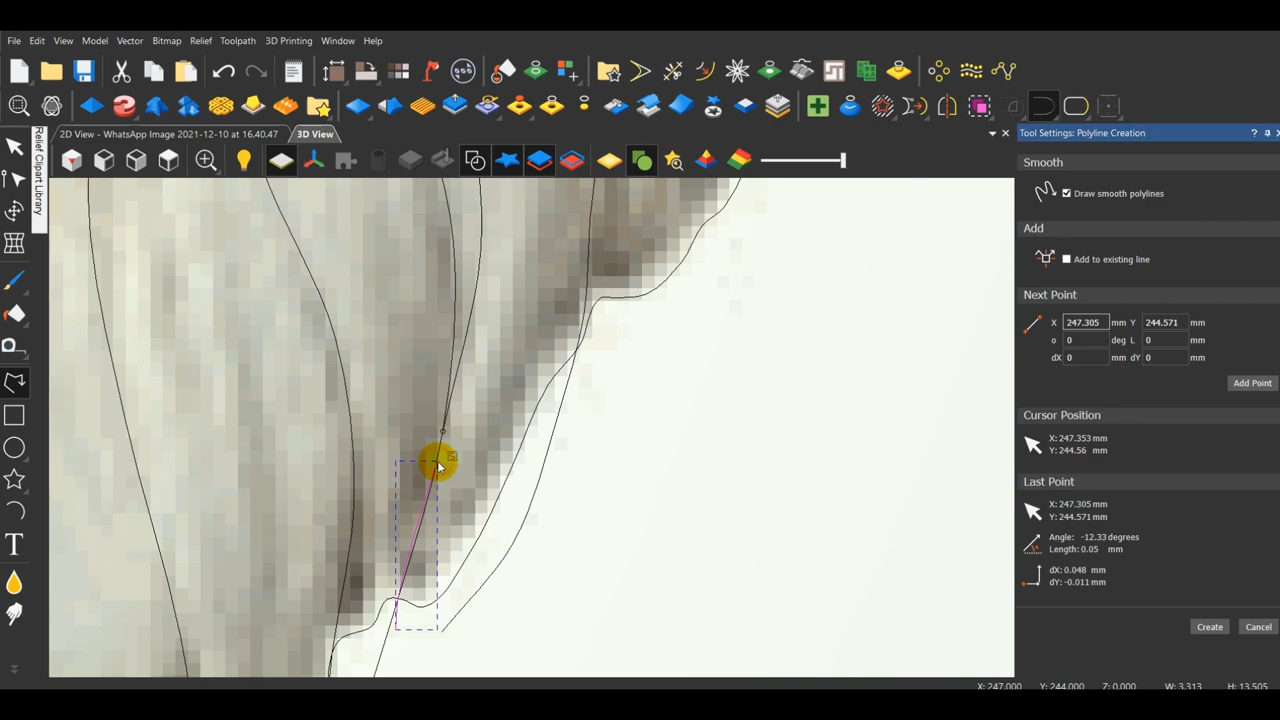 File Edit View Model Vector Bitmap Relief Toolpath 3D Printing Window Help
2D View - WhatsApp Image 2021-12-10 at 16.40.47 3D View
Tool Settings: Polyline Creation
Relief Clipart Library
Smooth
Draw smooth polylines
Add
Add to existing line
Next Point
X 247.305 mm Y 244.571 mm
o 0 deg L 0 mm
dX 0 mm dY 0 mm
Add Point
Cursor Position
X: 247.353 mm
Y: 244.56 mm
Last Point
X: 247.305 mm
Y: 244.571 mm
Angle: -12.33 degrees
Length: 0.05 mm
dX: 0.048 mm
dY: -0.011 mm
Create Cancel
X: 247.000 Y: 244.000 Z: 0.000 W: 3.313 H: 13.505